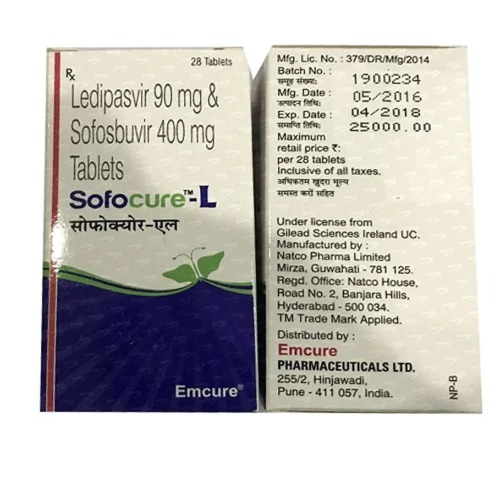 28 Tablets
Rx
Ledipasvir 90 mg &
Sofosbuvir 400 mg
Tablets
Sofocure™-L
सोफोक्योर-एल
Emcure®
Mfg. Lic. No. : 379/DR/Mfg/2014
Batch No. : 1900234
समूह संख्या:
Mfg. Date : 05/2016
उत्पादन तिथि:
Exp. Date : 04/2018
समाप्ति तिथि:
Maximum 25000.00
retail price ₹:
per 28 tablets
Inclusive of all taxes.
अधिकतम खुदरा मूल्य
समस्त करों सहित
Under license from
Gilead Sciences Ireland UC.
Natco Pharma Limited
Mirza, Guwahati - 781 125.
Regd. Office: Natco House,
Road No. 2, Banjara Hills,
Hyderabad - 500 034.
TM Trade Mark Applied.
Distributed by :
Emcure
PHARMACEUTICALS LTD.
255/2, Hinjawadi,
Pune - 411 057, India.
NP-B